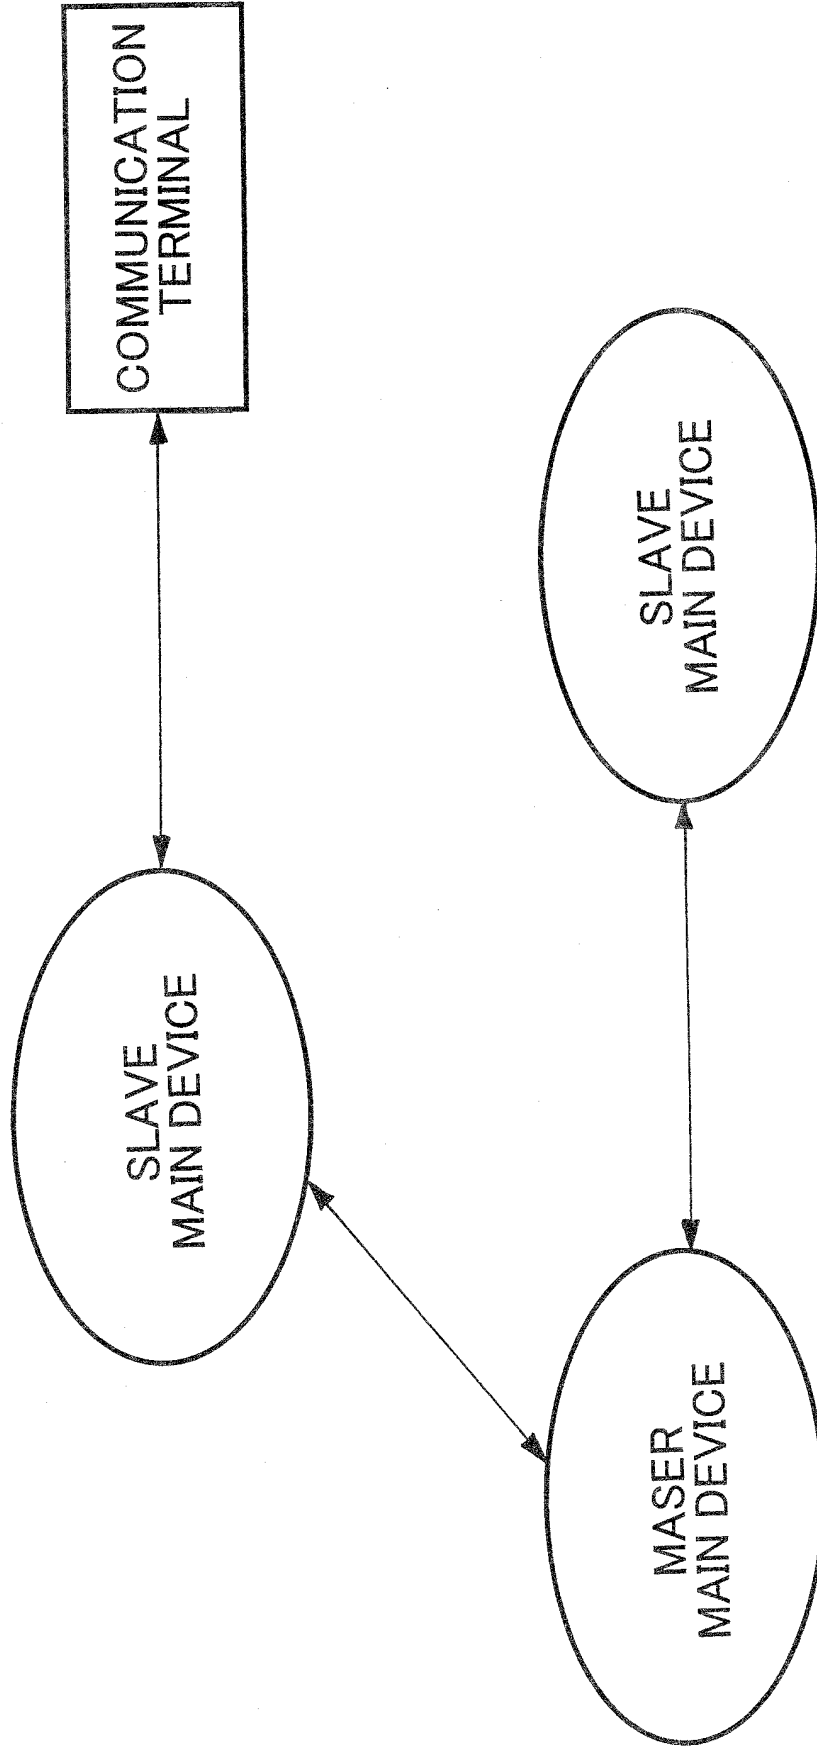 COMMUNICATION
TERMINAL
SLAVE
MAIN DEVICE
SLAVE
MAIN DEVICE
MASER
MAIN DEVICE